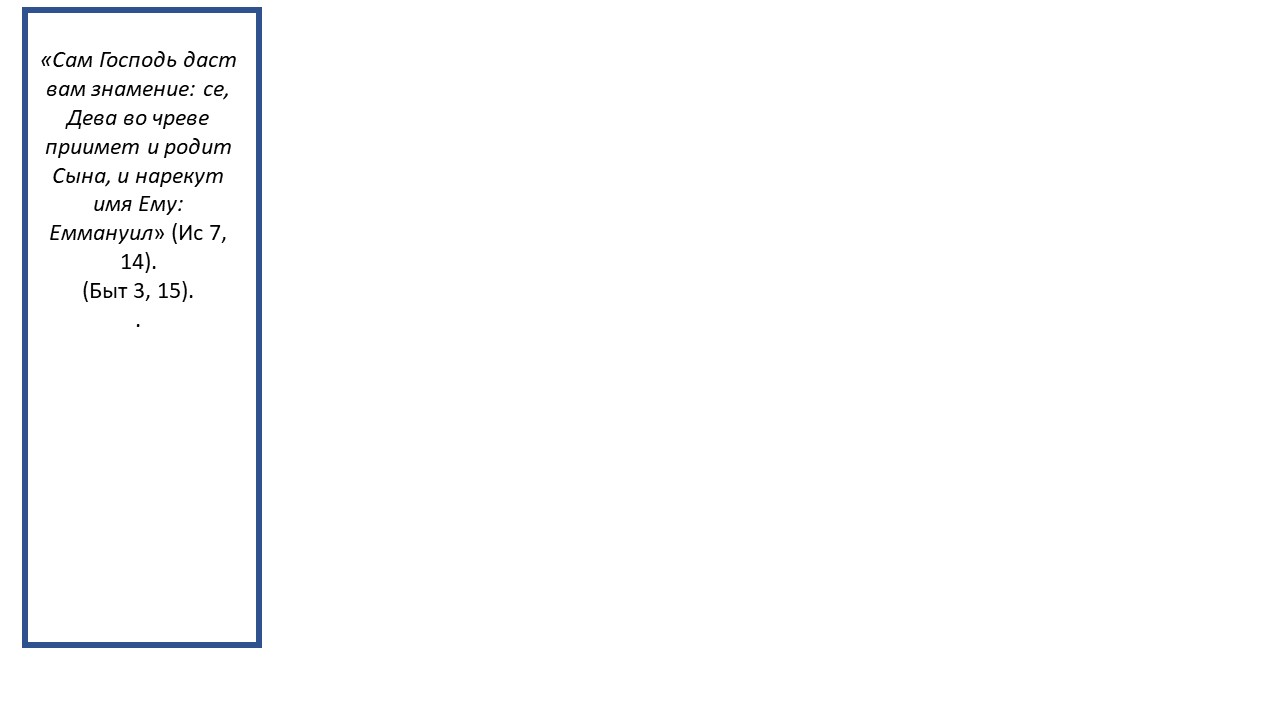 «Сам Господь даст
вам знамение: се,
Дева во чреве
приимет и родит
Сына, и нарекут
имя Ему:
Еммануил» (Ис 7,
14).
(Быт 3, 15).
.